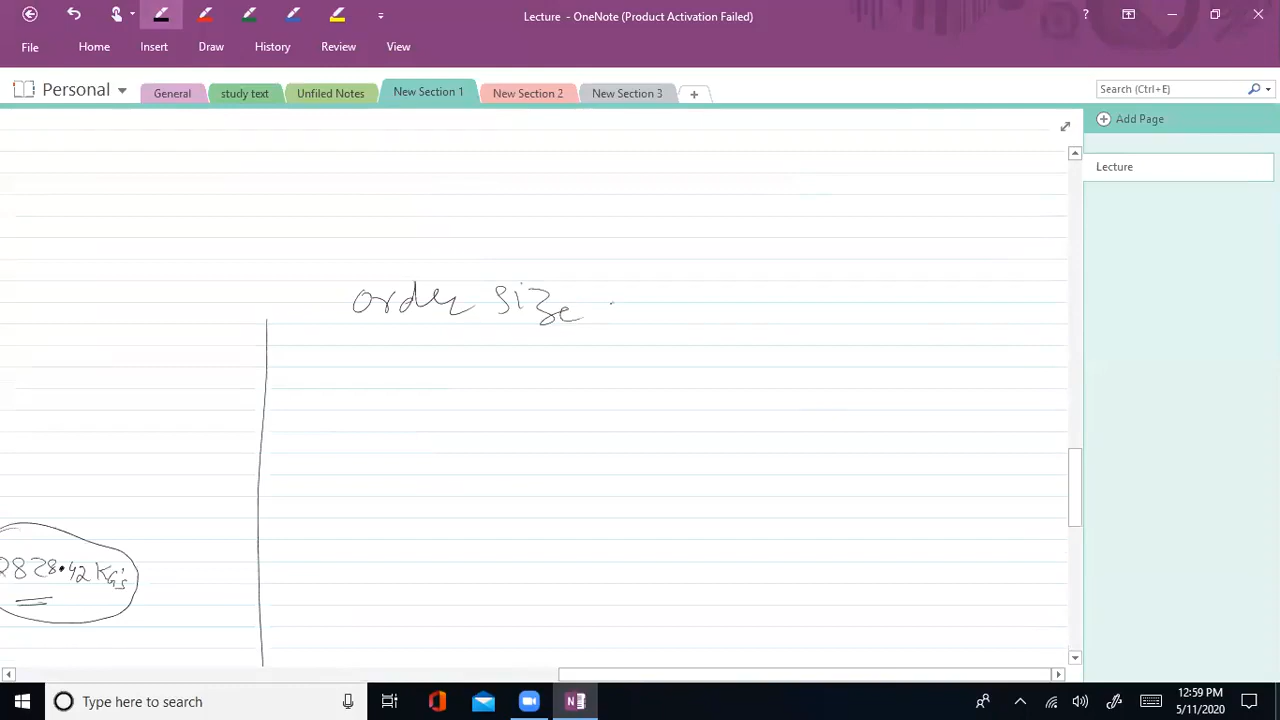 Lecture - OneNote (Product Activation Failed)
?
File Home Insert Draw History Review View
Personal General study text Unfiled Notes New Section 1 New Section 2 New Section 3 + Search (Ctrl+E)
Add Page
Lecture
order size
2828.42 KG's
Type here to search
12:59 PM
5/11/2020